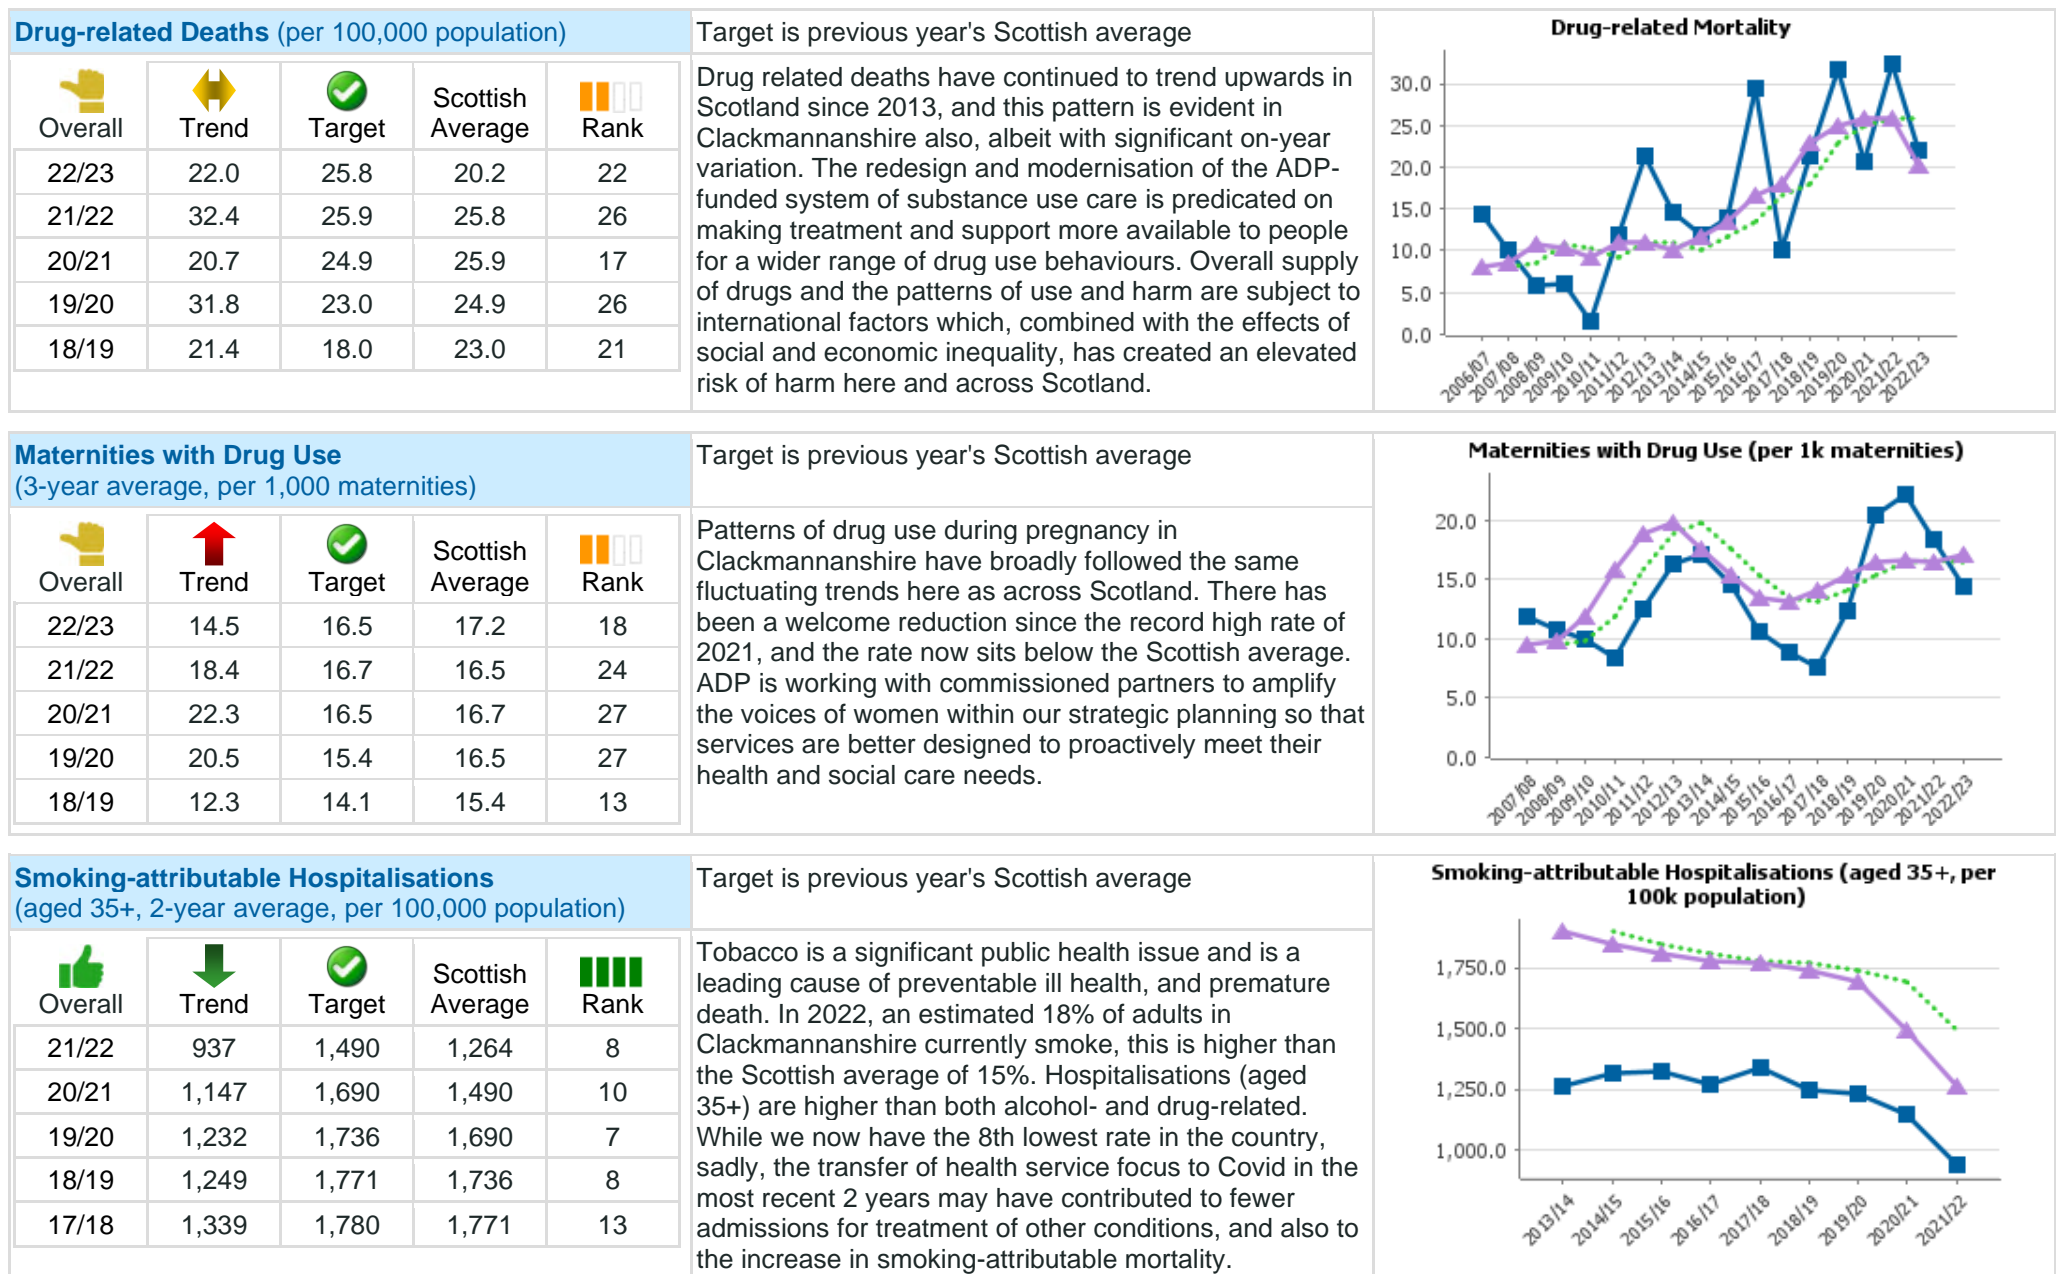 Drug-related Deaths (per 100,000 population)
Target is previous year's Scottish average
Overall Trend Target Scottish Average Rank
22/23 22.0 25.8 20.2 22
21/22 32.4 25.9 25.8 26
20/21 20.7 24.9 25.9 17
19/20 31.8 23.0 24.9 26
18/19 21.4 18.0 23.0 21
Drug related deaths have continued to trend upwards in
Scotland since 2013, and this pattern is evident in
Clackmannanshire also, albeit with significant on-year
variation. The redesign and modernisation of the ADP-
funded system of substance use care is predicated on
making treatment and support more available to people
for a wider range of drug use behaviours. Overall supply
of drugs and the patterns of use and harm are subject to
international factors which, combined with the effects of
social and economic inequality, has created an elevated
risk of harm here and across Scotland.
Drug-related Mortality
30.0
25.0
20.0
15.0
10.0
5.0
0.0
2006/07 2007/08 2008/09 2009/10 2010/11 2011/12 2012/13 2013/14 2014/15 2015/16 2016/17 2017/18 2018/19 2019/20 2020/21 2021/22 2022/23
Maternities with Drug Use
(3-year average, per 1,000 maternities)
Target is previous year's Scottish average
Overall Trend Target Scottish Average Rank
22/23 14.5 16.5 17.2 18
21/22 18.4 16.7 16.5 24
20/21 22.3 16.5 16.7 27
19/20 20.5 15.4 16.5 27
18/19 12.3 14.1 15.4 13
Patterns of drug use during pregnancy in
Clackmannanshire have broadly followed the same
fluctuating trends here as across Scotland. There has
been a welcome reduction since the record high rate of
2021, and the rate now sits below the Scottish average.
ADP is working with commissioned partners to amplify
the voices of women within our strategic planning so that
services are better designed to proactively meet their
health and social care needs.
Maternities with Drug Use (per 1k maternities)
20.0
15.0
10.0
5.0
0.0
2007/08 2008/09 2009/10 2010/11 2011/12 2012/13 2013/14 2014/15 2015/16 2016/17 2017/18 2018/19 2019/20 2020/21 2021/22 2022/23
Smoking-attributable Hospitalisations
(aged 35+, 2-year average, per 100,000 population)
Target is previous year's Scottish average
Overall Trend Target Scottish Average Rank
21/22 937 1,490 1,264 8
20/21 1,147 1,690 1,490 10
19/20 1,232 1,736 1,690 7
18/19 1,249 1,771 1,736 8
17/18 1,339 1,780 1,771 13
Tobacco is a significant public health issue and is a
leading cause of preventable ill health, and premature
death. In 2022, an estimated 18% of adults in
Clackmannanshire currently smoke, this is higher than
the Scottish average of 15%. Hospitalisations (aged
35+) are higher than both alcohol- and drug-related.
While we now have the 8th lowest rate in the country,
sadly, the transfer of health service focus to Covid in the
most recent 2 years may have contributed to fewer
admissions for treatment of other conditions, and also to
the increase in smoking-attributable mortality.
Smoking-attributable Hospitalisations (aged 35+, per
100k population)
1,750.0
1,500.0
1,250.0
1,000.0
2013/14 2014/15 2015/16 2016/17 2017/18 2018/19 2019/20 2020/21 2021/22